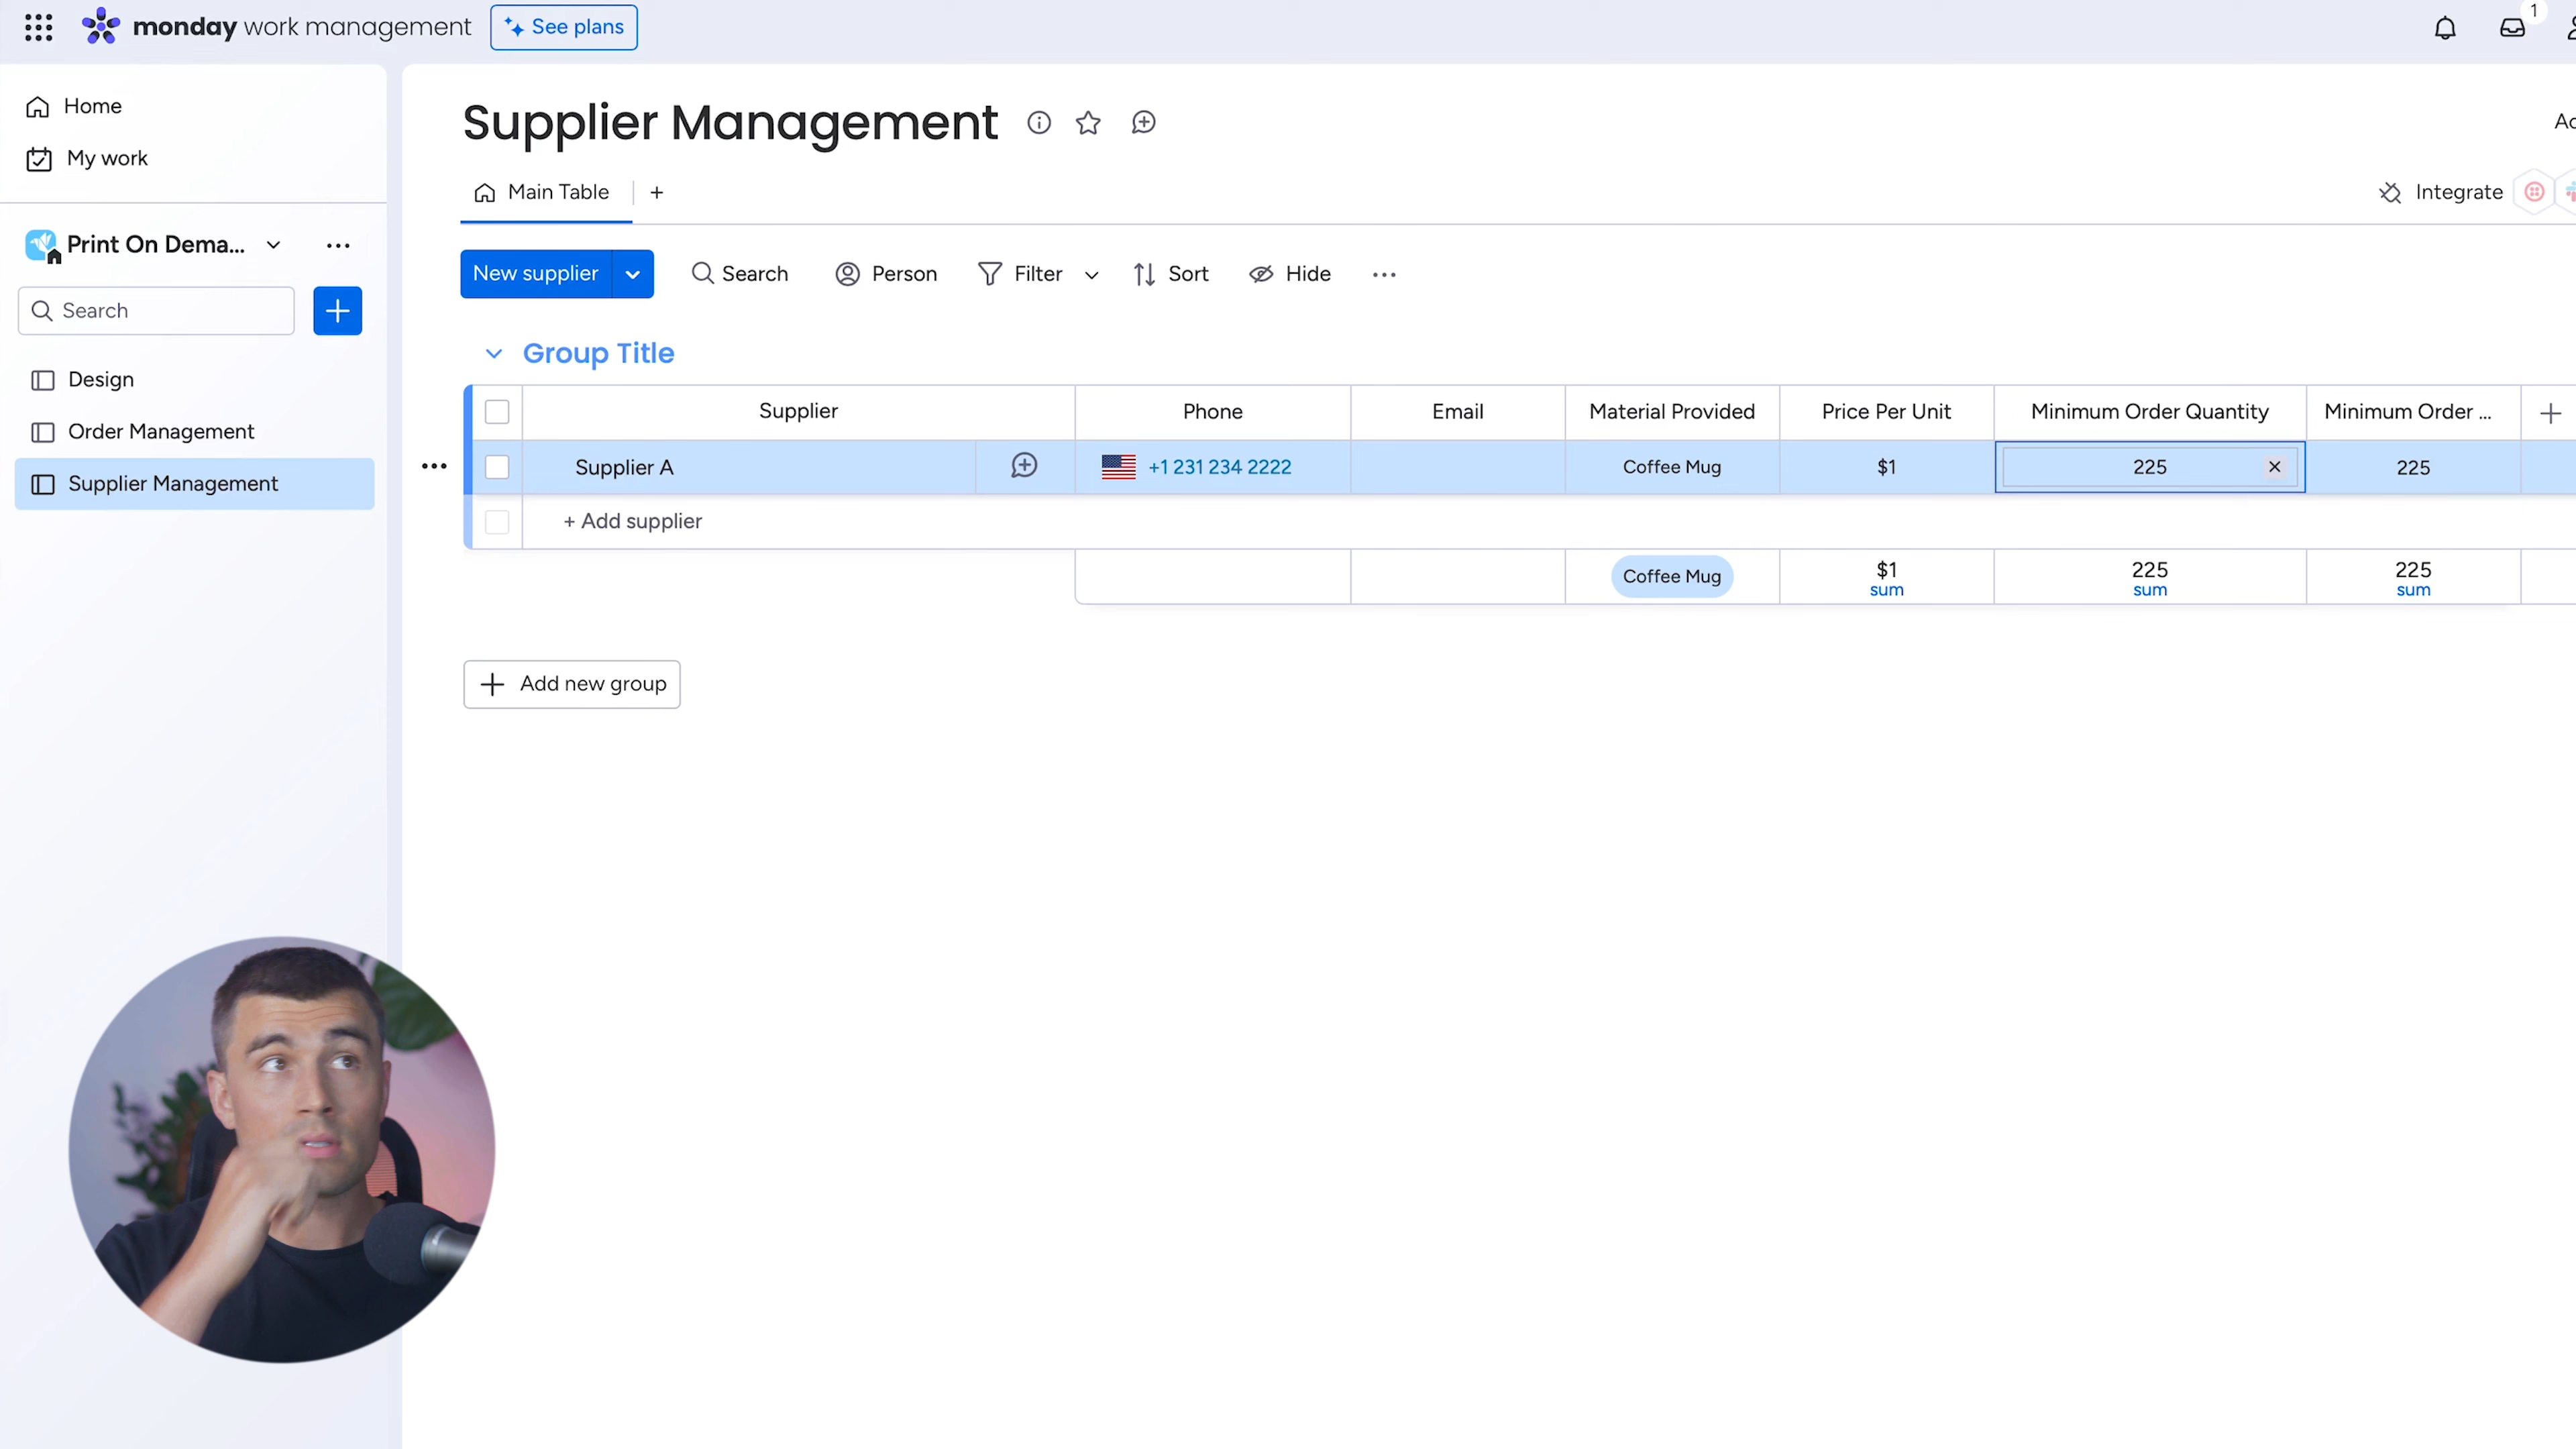 monday work management
See plans
1
Home
My work
Print On Dema...
Search
Design
Order Management
Supplier Management
Supplier Management
Main Table
Integrate
New supplier
Search
Person
Filter
Sort
Hide
Group Title
Supplier
Phone
Email
Material Provided
Price Per Unit
Minimum Order Quantity
Minimum Order ...
Supplier A
+1 231 234 2222
Coffee Mug
$1
225
225
+ Add supplier
Coffee Mug
$1
sum
225
sum
225
sum
Add new group